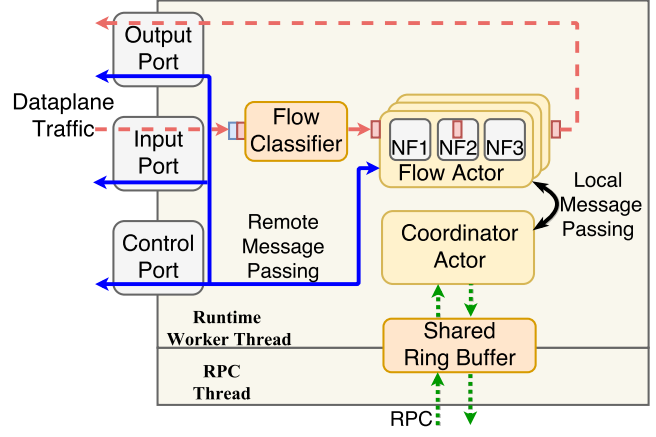 Output
Port
Dataplane
Traffic
Input
Port
Control
Port
Flow
Classifier
NF1
NF2
NF3
Flow Actor
Local
Message
Passing
Remote
Message
Passing
Coordinator
Actor
Runtime
Worker Thread
Shared
Ring Buffer
RPC
Thread
RPC